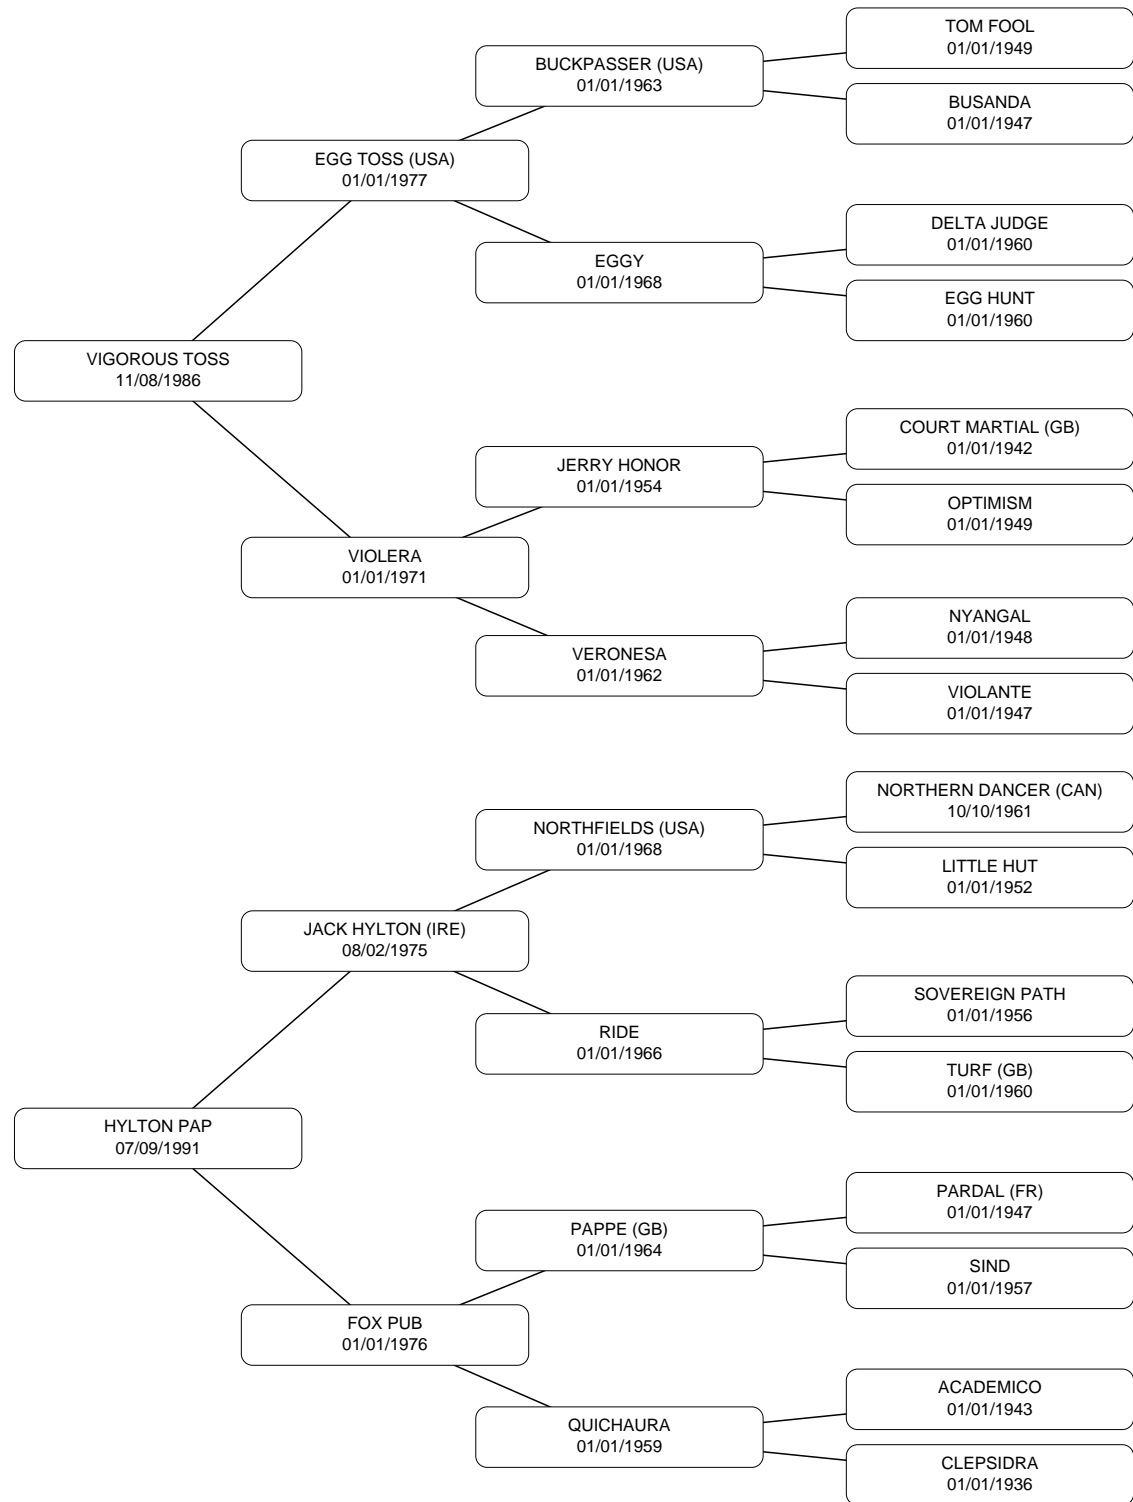 TOM FOOL
01/01/1949
BUCKPASSER (USA)
01/01/1963
BUSANDA
01/01/1947
EGG TOSS (USA)
01/01/1977
DELTA JUDGE
01/01/1960
EGGY
01/01/1968
EGG HUNT
01/01/1960
VIGOROUS TOSS
11/08/1986
COURT MARTIAL (GB)
01/01/1942
JERRY HONOR
01/01/1954
OPTIMISM
01/01/1949
VIOLERA
01/01/1971
NYANGAL
01/01/1948
VERONESA
01/01/1962
VIOLANTE
01/01/1947
NORTHERN DANCER (CAN)
10/10/1961
NORTHFIELDS (USA)
01/01/1968
LITTLE HUT
01/01/1952
JACK HYLTON (IRE)
08/02/1975
SOVEREIGN PATH
01/01/1956
RIDE
01/01/1966
TURF (GB)
01/01/1960
HYLTON PAP
07/09/1991
PARDAL (FR)
01/01/1947
PAPPE (GB)
01/01/1964
SIND
01/01/1957
FOX PUB
01/01/1976
ACADEMICO
01/01/1943
QUICHAURA
01/01/1959
CLEPSIDRA
01/01/1936